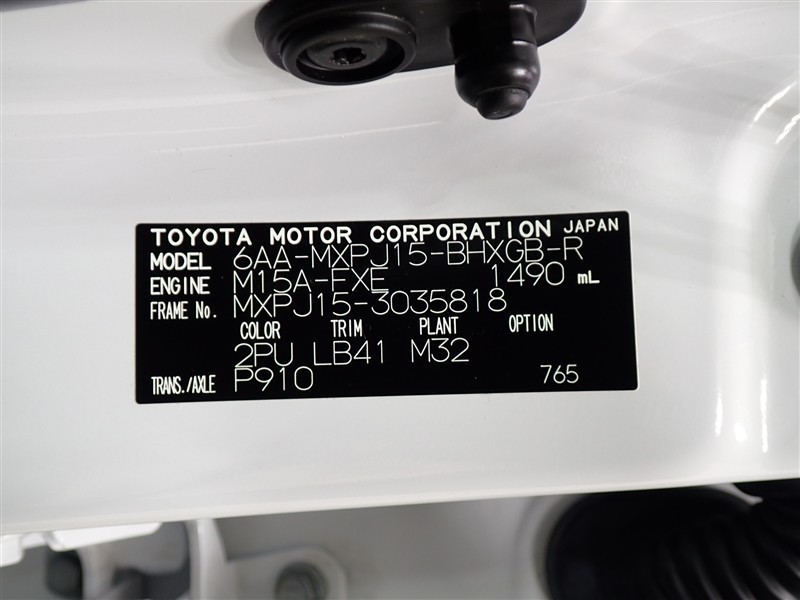 TOYOTA MOTOR CORPORATION JAPAN
MODEL 6AA-MXPJ15-BHXGB-R
ENGINE M15A-FXE 1490 mL
FRAME No. MXPJ15-3035818
COLOR TRIM PLANT OPTION
2PU LB41 M32
TRANS./AXLE P910 765